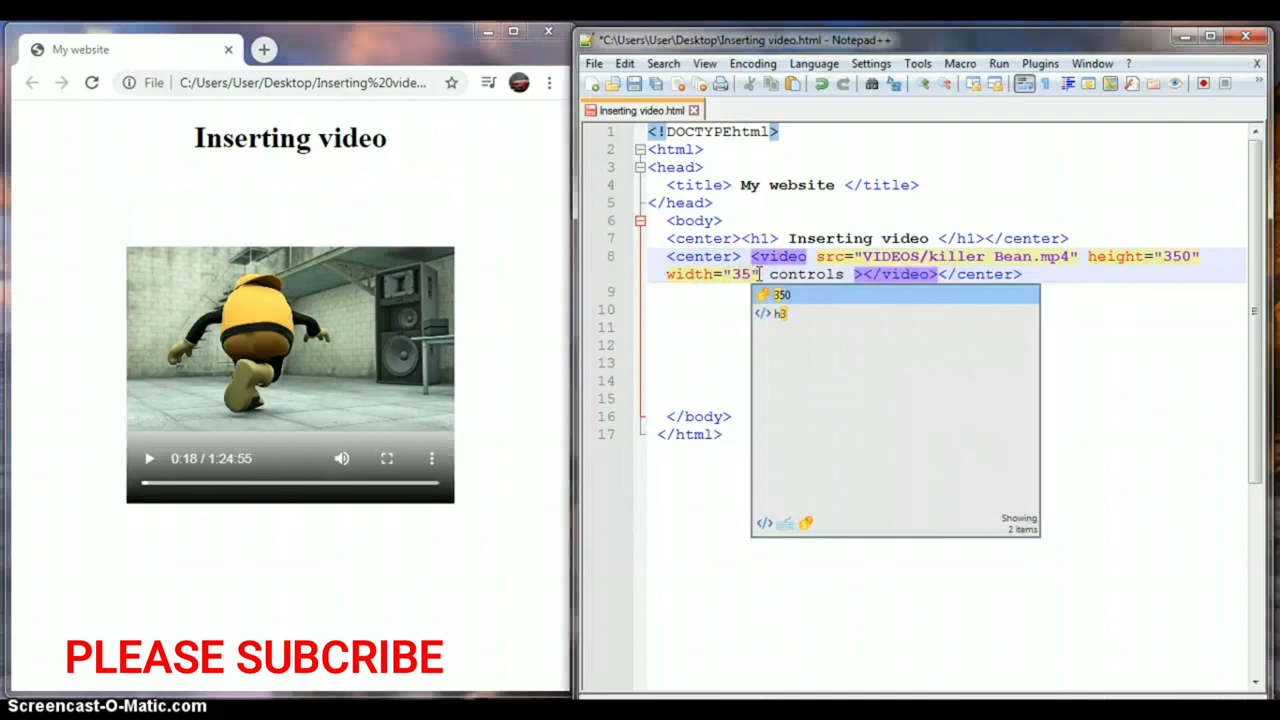 My website
File C:/Users/User/Desktop/Inserting%20vide...
Inserting video
0:18 / 1:24:55
PLEASE SUBCRIBE
*C:\Users\User\Desktop\Inserting video.html - Notepad++
File Edit Search View Encoding Language Settings Tools Macro Run Plugins Window ? X
Inserting video.html
1 <!DOCTYPEhtml>
2 <html>
3 <head>
4 <title> My website </title>
5 </head>
6 <body>
7 <center><h1> Inserting video </h1></center>
8 <center> <video src="VIDEOS/killer Bean.mp4" height="350"
width="35" controls ></video></center>
9
10
11
12
13
14
15
16 </body>
17 </html>
350
</> h3
</>
Showing
2 items
Screencast-O-Matic.com